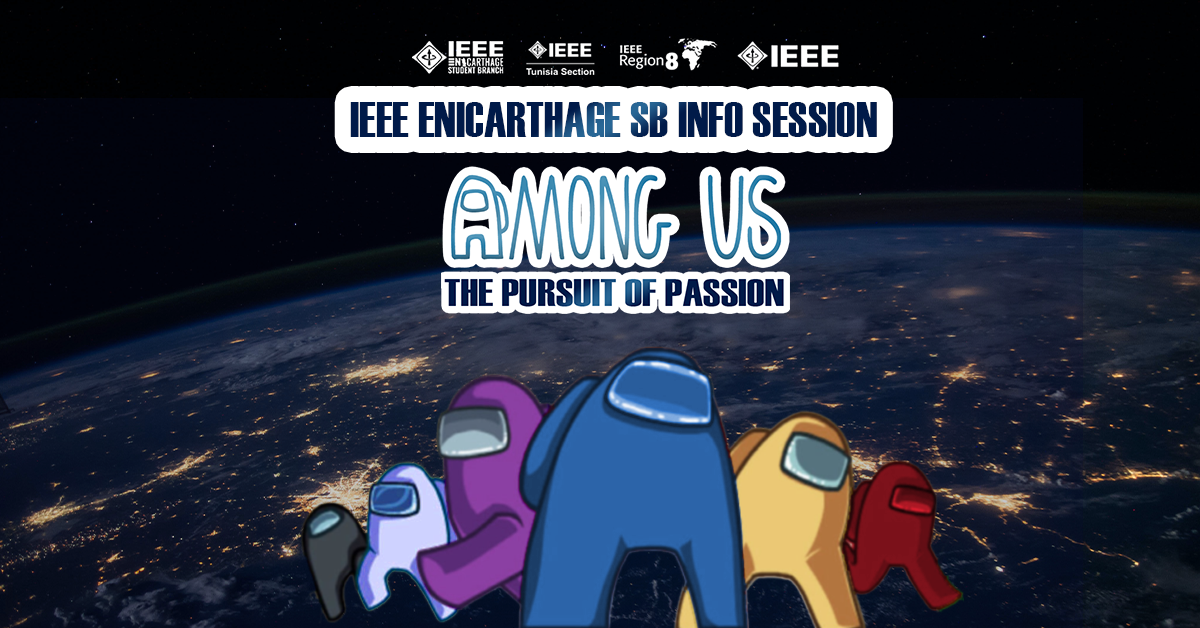 IEEE
ENICARTHAGE
STUDENT BRANCH
IEEE
Tunisia Section
IEEE
Region 8
IEEE
IEEE ENICARTHAGE SB INFO SESSION
AMONG US
THE PURSUIT OF PASSION